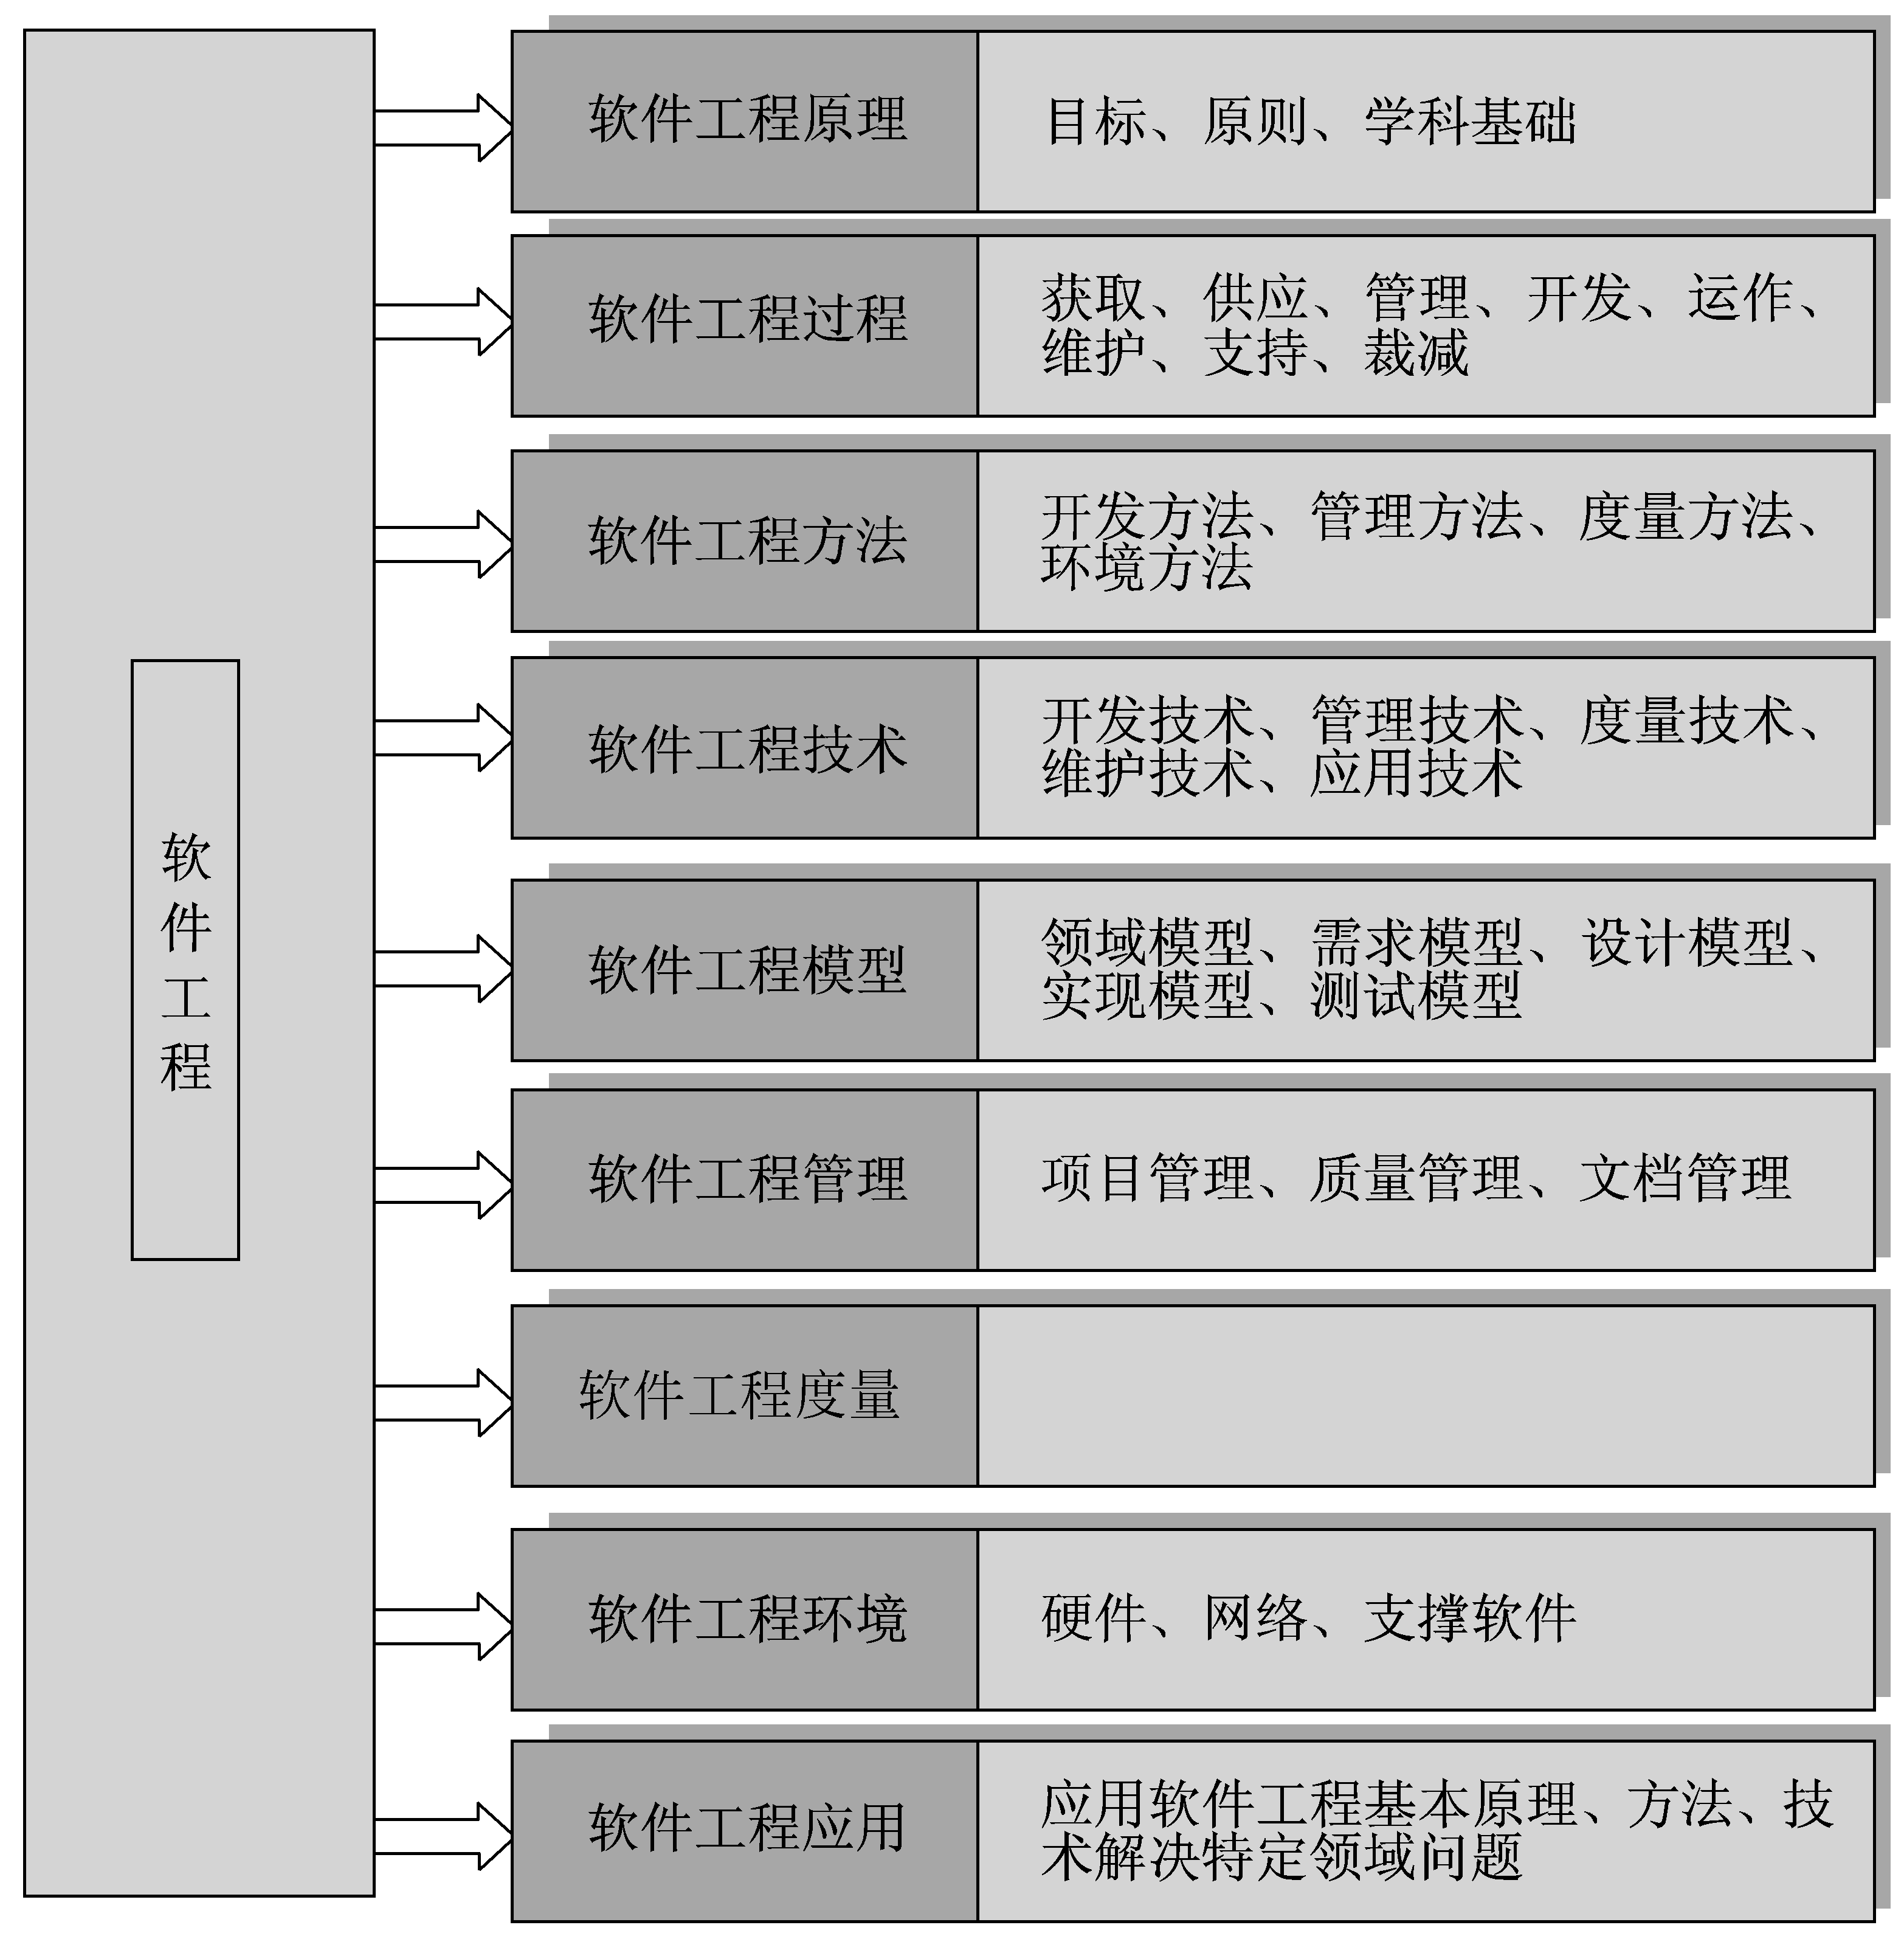 软件工程
软件工程原理
目标、原则、学科基础
软件工程过程
获取、供应、管理、开发、运作、
维护、支持、裁减
软件工程方法
开发方法、管理方法、度量方法、
环境方法
软件工程技术
开发技术、管理技术、度量技术、
维护技术、应用技术
软件工程模型
领域模型、需求模型、设计模型、
实现模型、测试模型
软件工程管理
项目管理、质量管理、文档管理
软件工程度量
软件工程环境
硬件、网络、支撑软件
软件工程应用
应用软件工程基本原理、方法、技
术解决特定领域问题